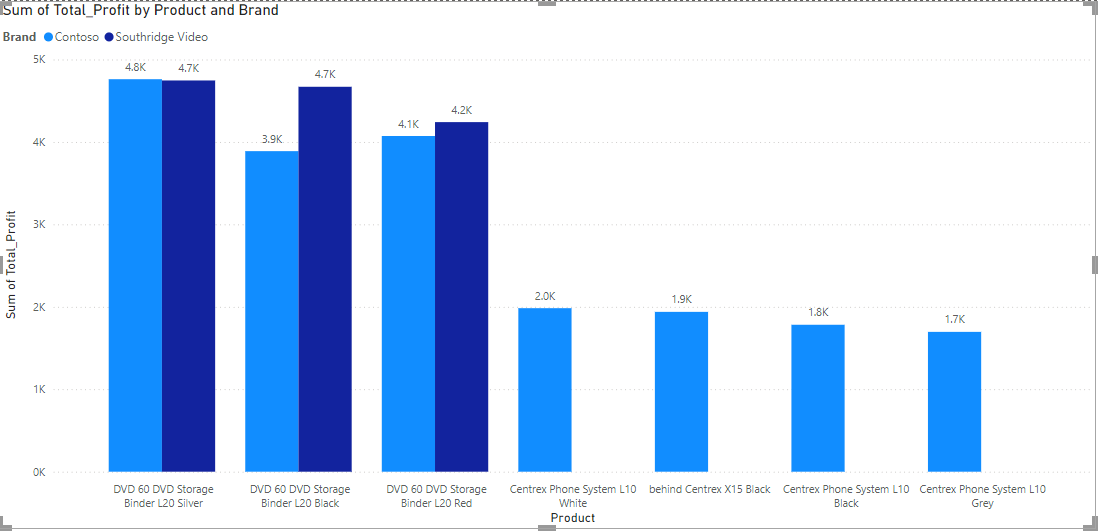 Sum of Total_Profit by Product and Brand
Brand Contoso Southridge Video
5K
4K
3K
2K
1K
0K
Sum of Total_Profit
4.8K
4.7K
3.9K
4.7K
4.1K
4.2K
2.0K
1.9K
1.8K
1.7K
DVD 60 DVD Storage
Binder L20 Silver
DVD 60 DVD Storage
Binder L20 Black
DVD 60 DVD Storage
Binder L20 Red
Centrex Phone System L10
White
behind Centrex X15 Black
Centrex Phone System L10
Black
Centrex Phone System L10
Grey
Product